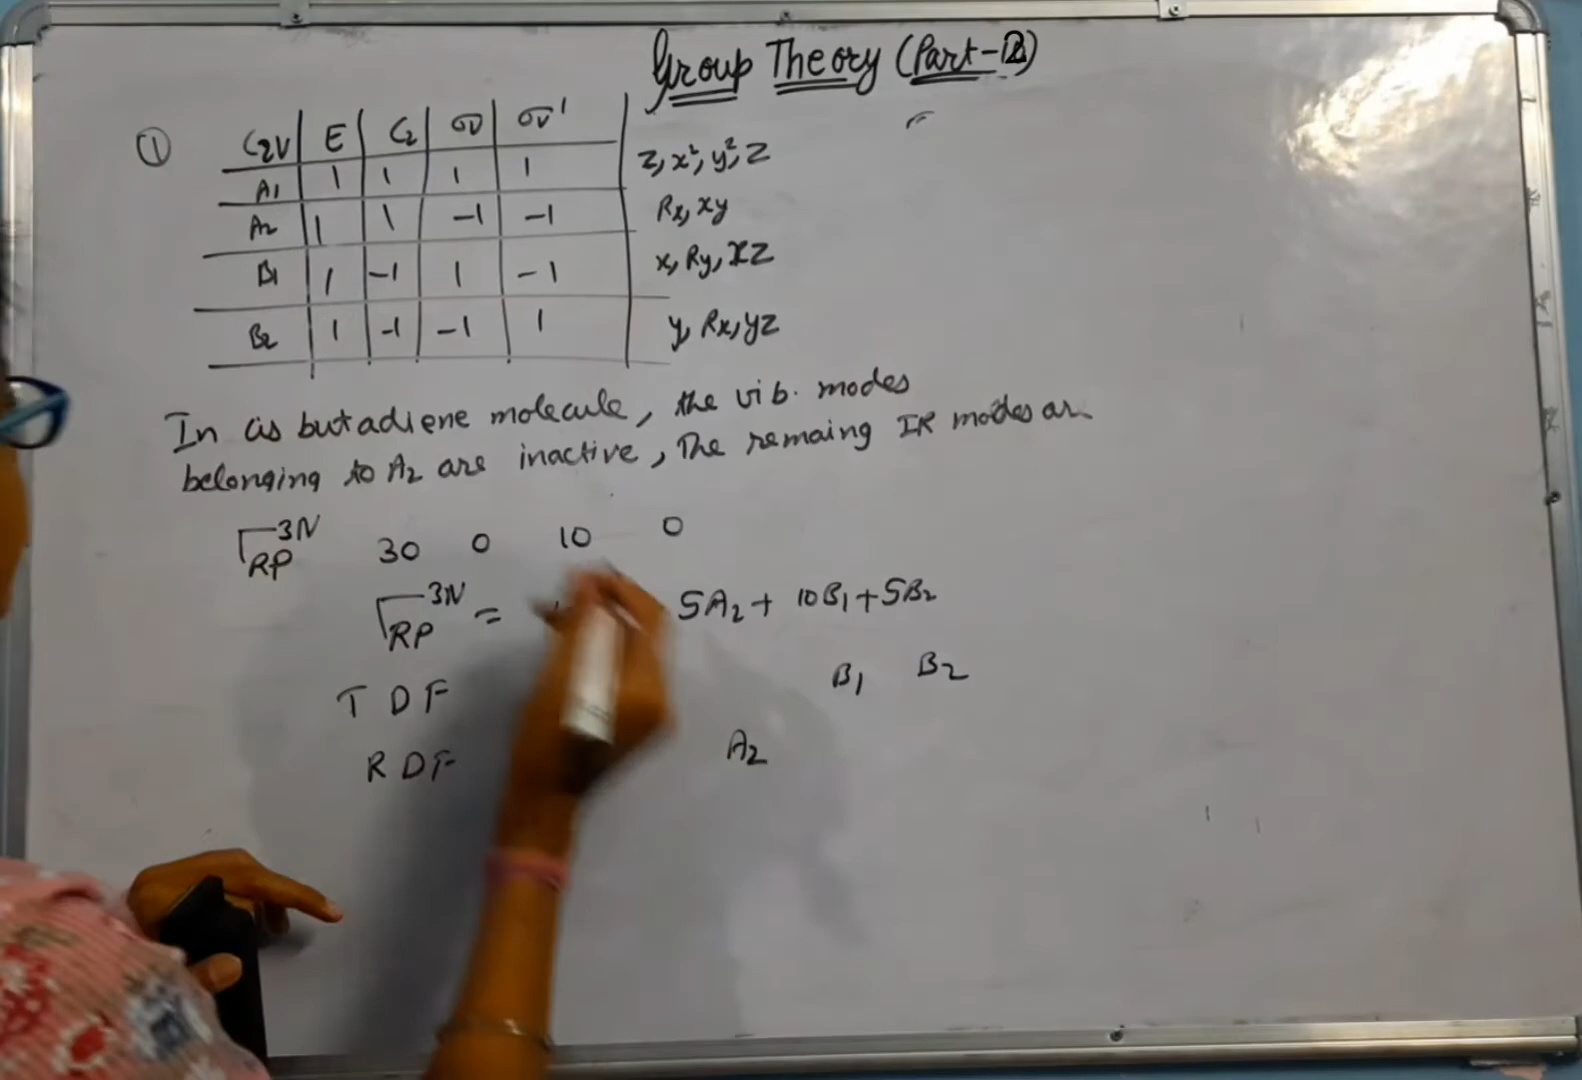 Group Theory (Part-2)
① C2V E C2 σv σv'
A1 1 1 1 1 z, x², y², z
A2 1 1 -1 -1 Rz, xy
B1 1 -1 1 -1 x, Ry, xz
B2 1 -1 -1 1 y, Rx, yz
In cis butadiene molecule, the vib. modes
belonging to A2 are inactive, The remaing IR modes are
Γ3N RP 30 0 10 0
Γ3N RP = 5A2 + 10B1 + 5B2
T D F B1 B2
R D F A2